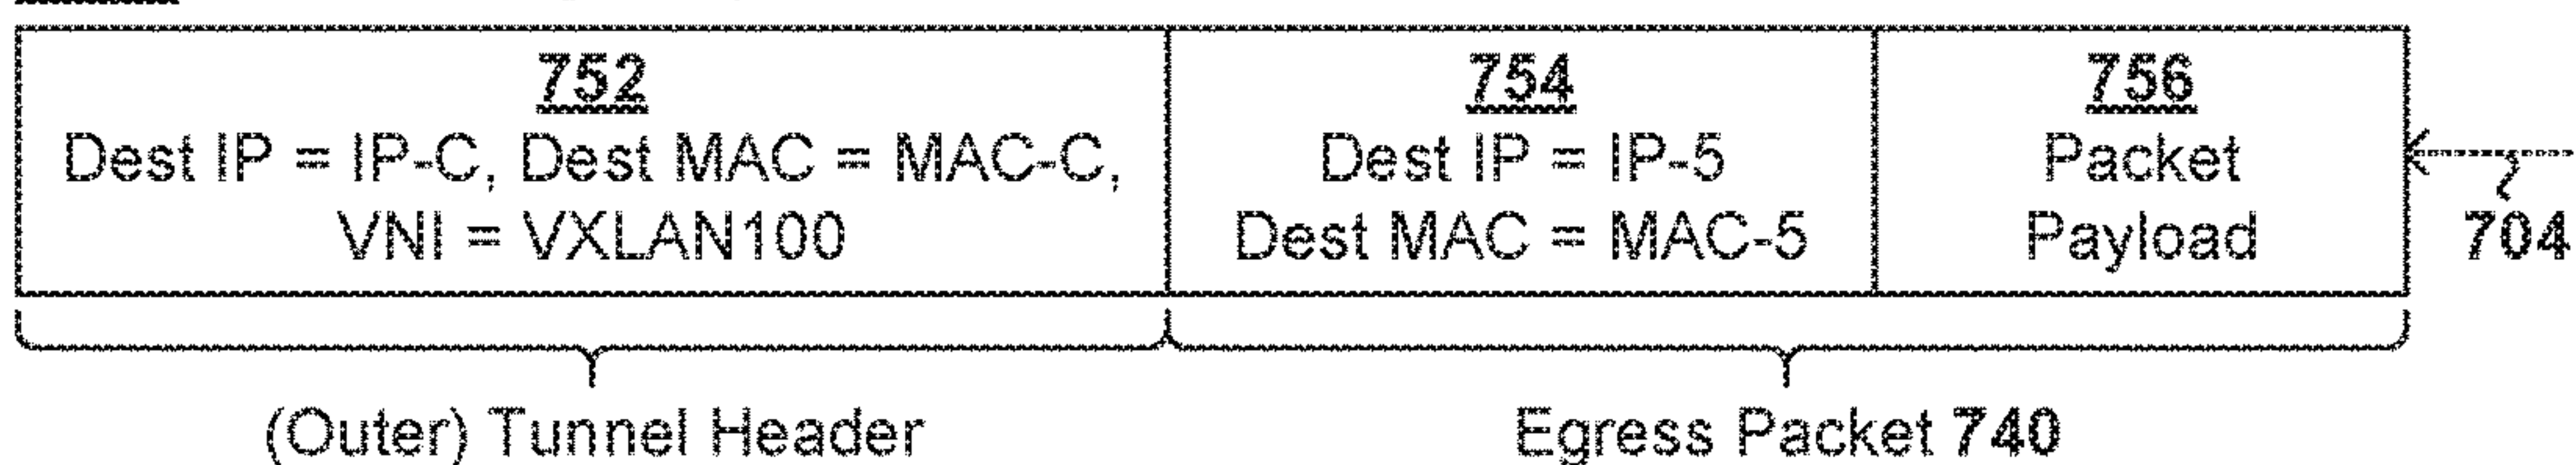 752
Dest IP = IP-C, Dest MAC = MAC-C,
VNI = VXLAN100
754
Dest IP = IP-5
Dest MAC = MAC-5
756
Packet
Payload
704
(Outer) Tunnel Header
Egress Packet 740